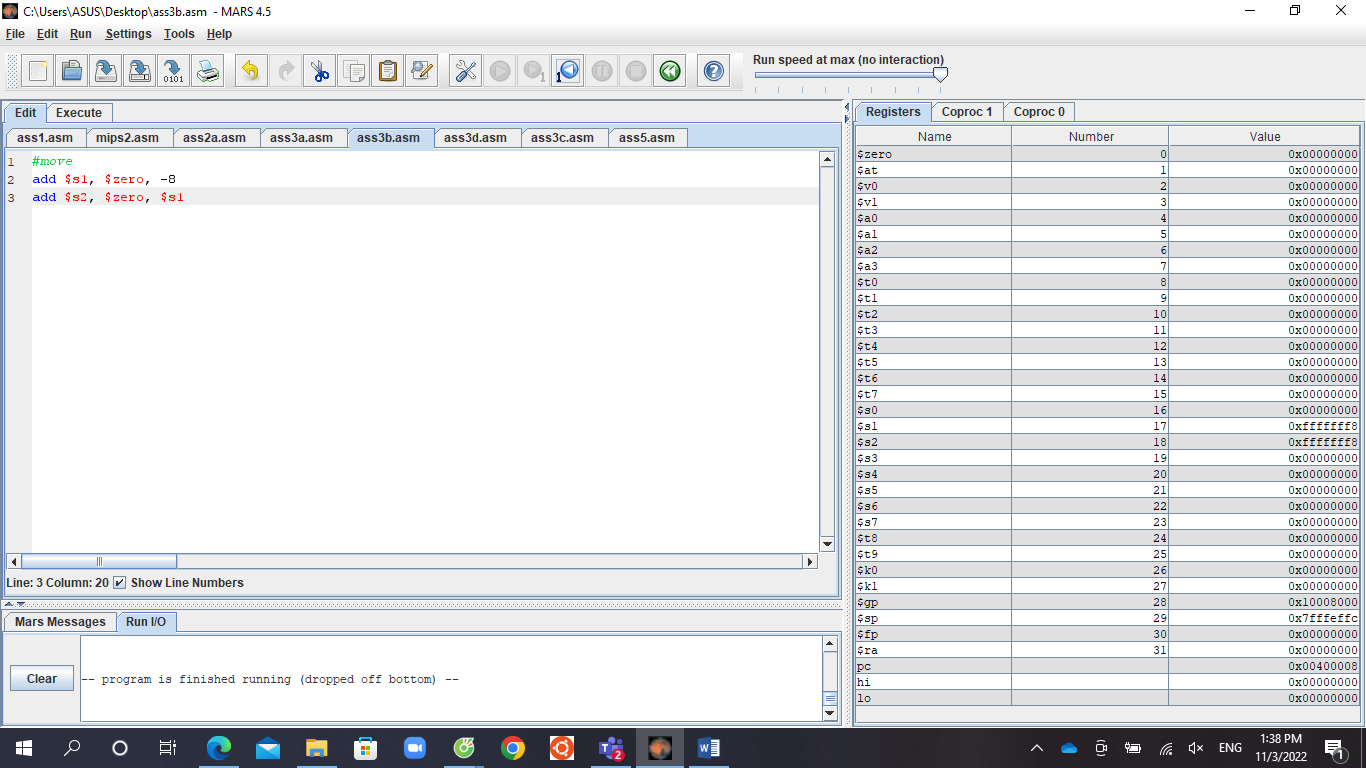 C:\Users\ASUS\Desktop\ass3b.asm - MARS 4.5
File Edit Run Settings Tools Help
Run speed at max (no interaction)
0101
1
1
Edit Execute
ass1.asm mips2.asm ass2a.asm ass3a.asm ass3b.asm ass3d.asm ass3c.asm ass5.asm
1 #move
2 add $s1, $zero, -8
3 add $s2, $zero, $s1
Line: 3 Column: 20 Show Line Numbers
Mars Messages Run I/O
Clear
-- program is finished running (dropped off bottom) --
Registers Coproc 1 Coproc 0
Name Number Value
$zero 0 0x00000000
$at 1 0x00000000
$v0 2 0x00000000
$v1 3 0x00000000
$a0 4 0x00000000
$a1 5 0x00000000
$a2 6 0x00000000
$a3 7 0x00000000
$t0 8 0x00000000
$t1 9 0x00000000
$t2 10 0x00000000
$t3 11 0x00000000
$t4 12 0x00000000
$t5 13 0x00000000
$t6 14 0x00000000
$t7 15 0x00000000
$s0 16 0x00000000
$s1 17 0xfffffff8
$s2 18 0xfffffff8
$s3 19 0x00000000
$s4 20 0x00000000
$s5 21 0x00000000
$s6 22 0x00000000
$s7 23 0x00000000
$t8 24 0x00000000
$t9 25 0x00000000
$k0 26 0x00000000
$k1 27 0x00000000
$gp 28 0x10008000
$sp 29 0x7fffeffc
$fp 30 0x00000000
$ra 31 0x00000000
pc 0x00400008
hi 0x00000000
lo 0x00000000
2
ENG
1:38 PM
11/3/2022
1